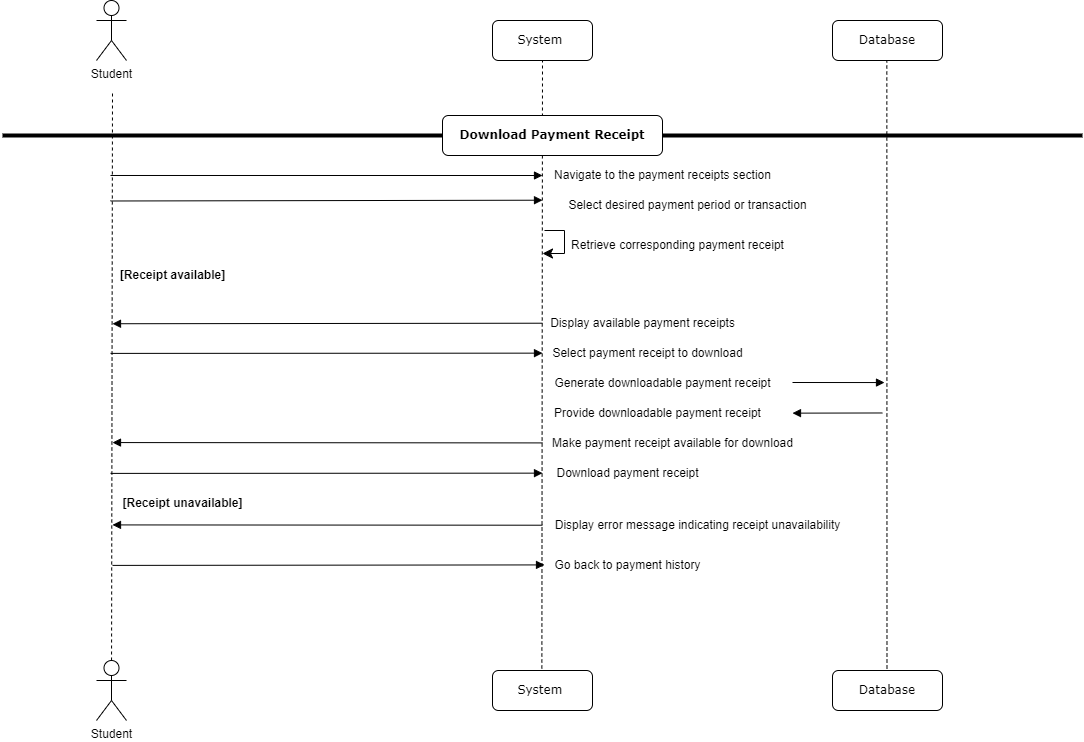 Student
System
Database
Download Payment Receipt
Navigate to the payment receipts section
Select desired payment period or transaction
Retrieve corresponding payment receipt
[Receipt available]
Display available payment receipts
Select payment receipt to download
Generate downloadable payment receipt
Provide downloadable payment receipt
Make payment receipt available for download
Download payment receipt
[Receipt unavailable]
Display error message indicating receipt unavailability
Go back to payment history
System
Database
Student